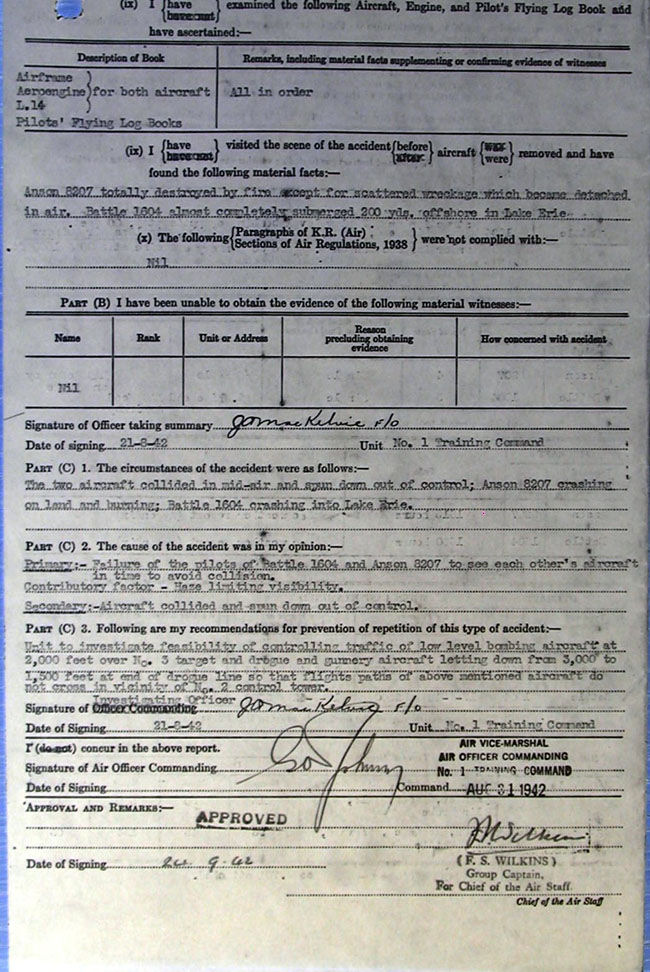 (ix) I {have / have not} examined the following Aircraft, Engine, and Pilot's Flying Log Book and
have ascertained:—
Description of Book
Remarks, including material facts supplementing or confirming evidence of witnesses
Airframe
Aeroengine for both aircraft
L.14
Pilots' Flying Log Books
All in order
(ix) I {have / have not} visited the scene of the accident {before / after} aircraft {was / were} removed and have
found the following material facts:—
Anson 8207 totally destroyed by fire except for scattered wreckage which became detached
in air. Battle 1604 almost completely submerged 200 yds. offshore in Lake Erie
(x) The following {Paragraphs of K.R. (Air) / Sections of Air Regulations, 1938} were not complied with:—
Nil
PART (B) I have been unable to obtain the evidence of the following material witnesses:—
Name
Rank
Unit or Address
Reason precluding obtaining evidence
How concerned with accident
Nil
Signature of Officer taking summary J O MacKelvie F/O
Date of signing 21-8-42 Unit No. 1 Training Command
PART (C) 1. The circumstances of the accident were as follows:—
The two aircraft collided in mid-air and spun down out of control; Anson 8207 crashing
on land and burning; Battle 1604 crashing into Lake Erie.
PART (C) 2. The cause of the accident was in my opinion:—
Primary:- Failure of the pilots of Battle 1604 and Anson 8207 to see each other's aircraft
in time to avoid collision.
Contributory factor - Haze limiting visibility.
Secondary:-Aircraft collided and spun down out of control.
PART (C) 3. Following are my recommendations for prevention of repetition of this type of accident:—
Unit to investigate feasibility of controlling traffic of low level bombing aircraft at
2,000 feet over No. 3 target and drogue and gunnery aircraft letting down from 3,000 to
1,500 feet at end of drogue line so that flights paths of above mentioned aircraft do
not cross in vicinity of No. 2 control tower.
Investigating Officer
Signature of Officer Commanding J O MacKelvie F/O
Date of Signing 21-8-42 Unit No. 1 Training Command
I (do not) concur in the above report.
AIR VICE-MARSHAL
AIR OFFICER COMMANDING
Signature of Air Officer Commanding
No. 1 TRAINING COMMAND
Date of Signing Command AUG 31 1942
APPROVAL AND REMARKS:—
APPROVED
Date of Signing 24 9-42
(F. S. WILKINS)
Group Captain,
For Chief of the Air Staff
Chief of the Air Staff